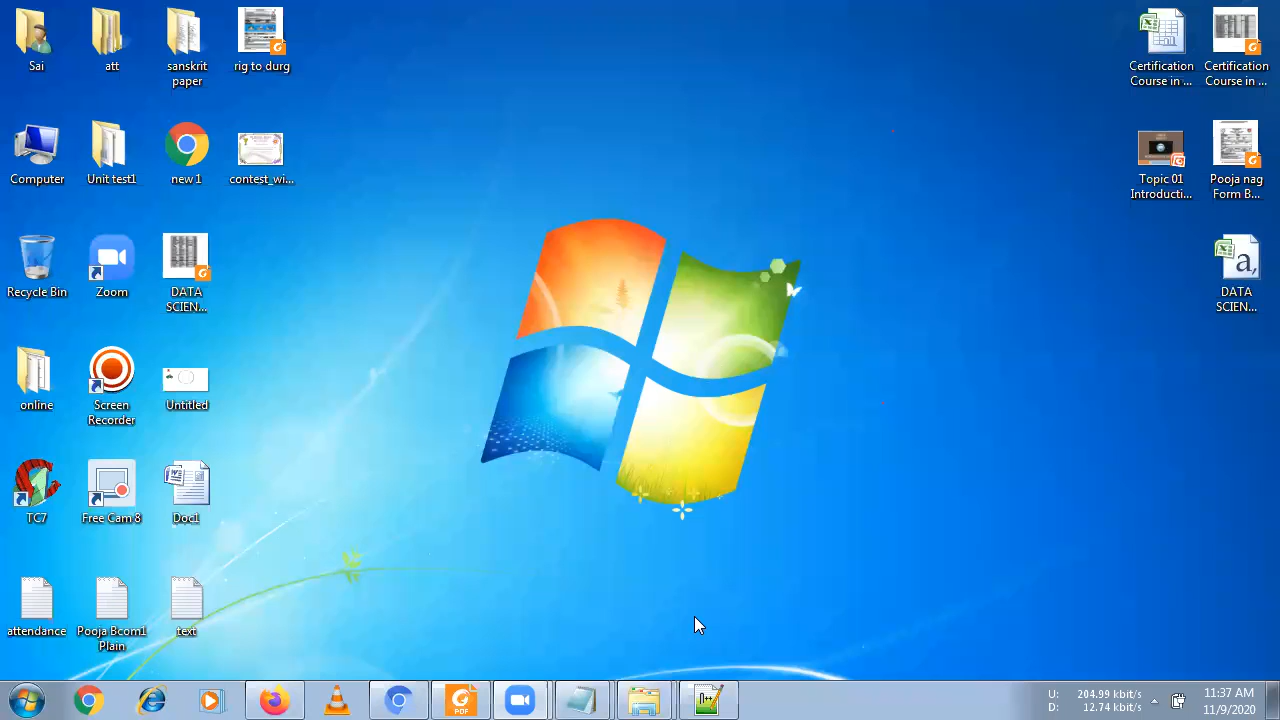 Sai
att
sanskrit
paper
rig to durg
Certification
Course in ...
Certification
Course in ...
Computer
Unit test1
new 1
contest_wi...
Topic 01
Introducti...
Pooja nag
Form B...
Recycle Bin
Zoom
DATA
SCIEN...
a,
DATA
SCIEN...
online
Screen
Recorder
Untitled
TC7
Free Cam 8
Doc1
attendance
Pooja Bcom1
Plain
text
PDF
U: 204.99 kbit/s
D: 12.74 kbit/s
11:37 AM
11/9/2020